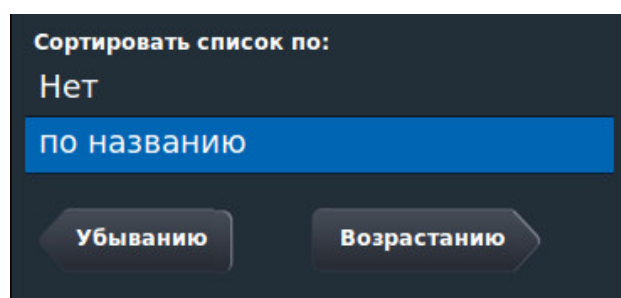 Сортировать список по:
Нет
по названию
Убыванию
Возрастанию